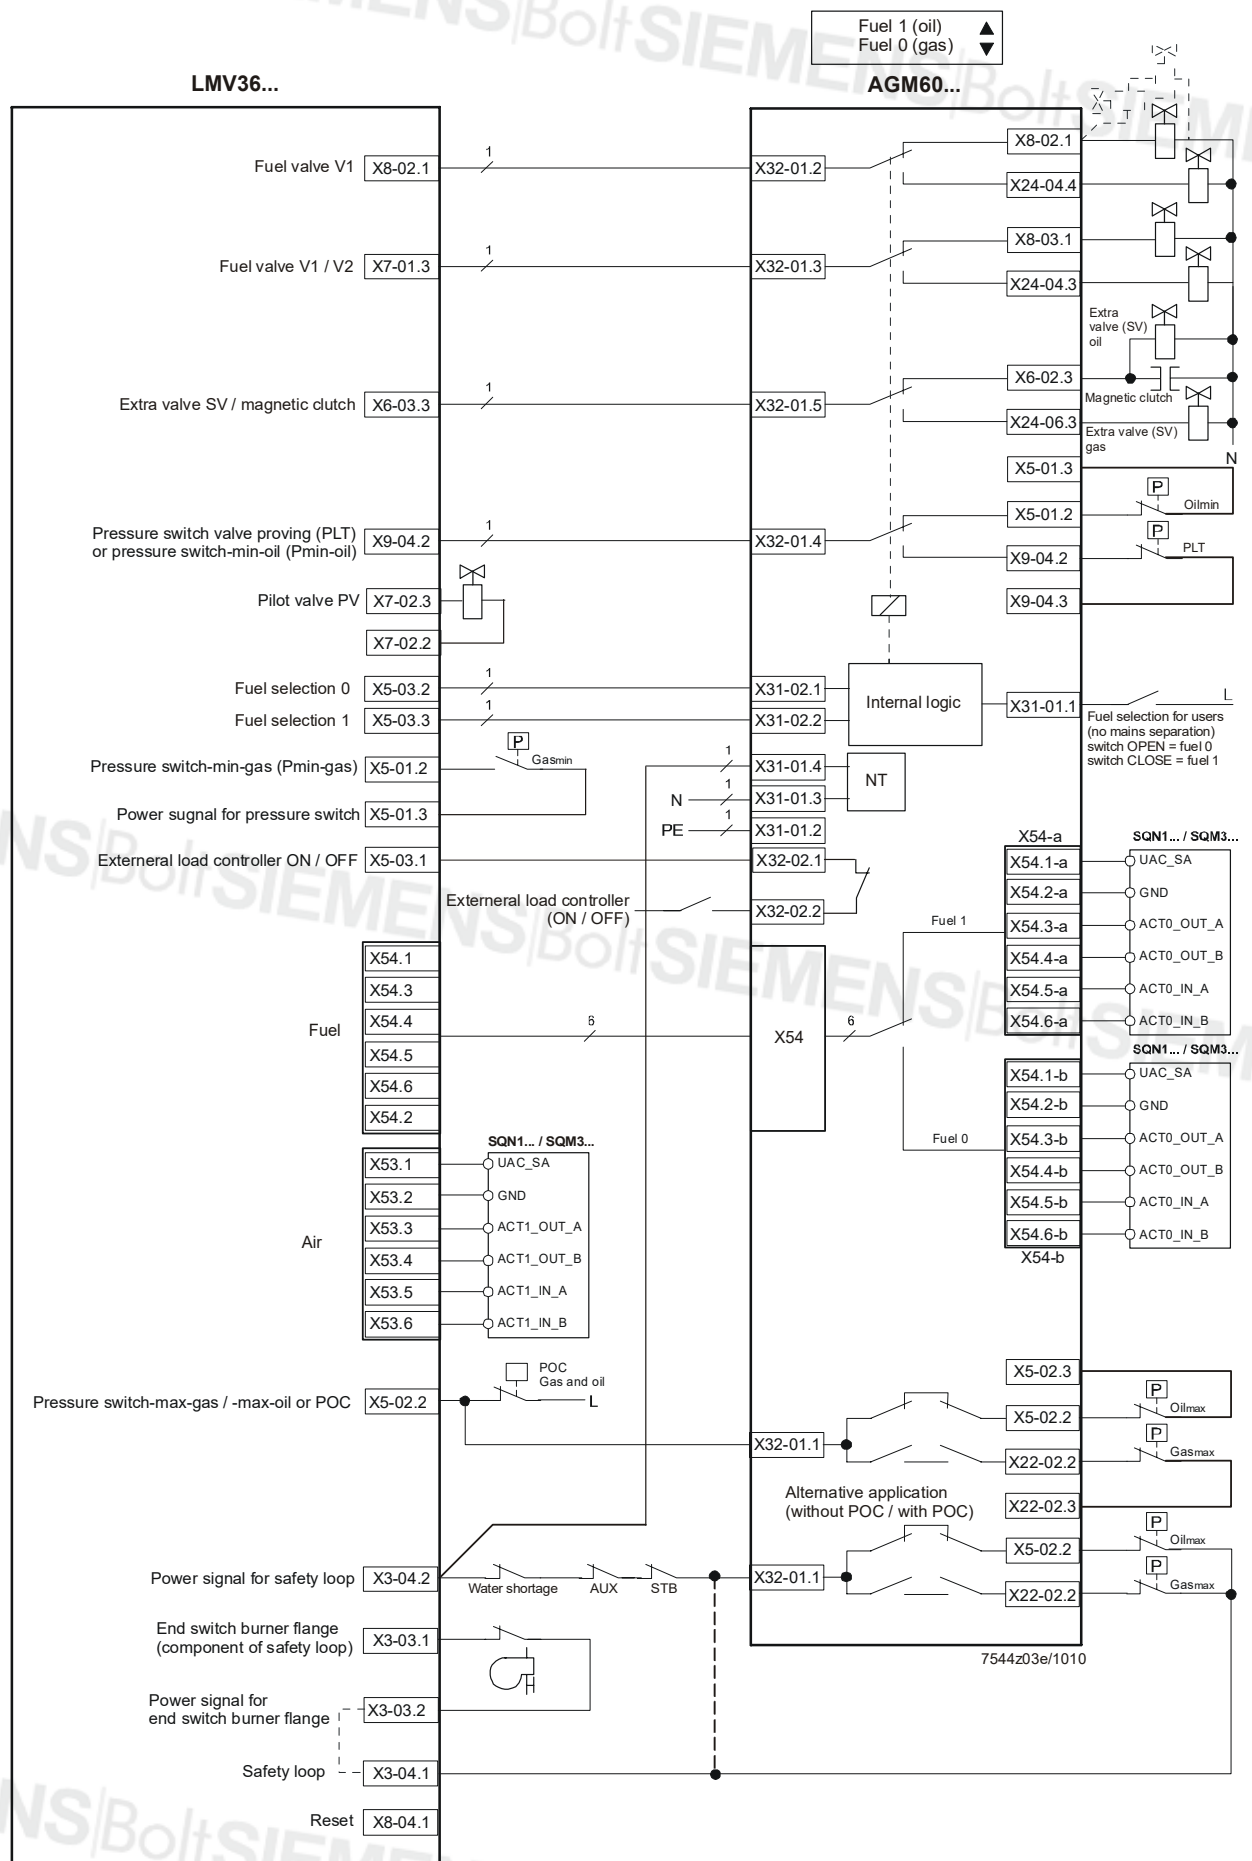 SIEMENS|Bolt SIEMENS|Bolt SIEMENS
Fuel 1 (oil)
Fuel 0 (gas)
LMV36...
AGM60...
Fuel valve V1
X8-02.1
1
X32-01.2
X8-02.1
X24-04.4
Fuel valve V1 / V2
X7-01.3
1
X32-01.3
X8-03.1
X24-04.3
Extra
valve (SV)
oil
Extra valve SV / magnetic clutch
X6-03.3
1
X32-01.5
X6-02.3
Magnetic clutch
X24-06.3
Extra valve (SV)
gas
N
X5-01.3
Pressure switch valve proving (PLT)
or pressure switch-min-oil (Pmin-oil)
X9-04.2
1
X32-01.4
X5-01.2
P
Oilmin
X9-04.2
P
PLT
X9-04.3
Pilot valve PV
X7-02.3
X7-02.2
Fuel selection 0
X5-03.2
1
X31-02.1
Fuel selection 1
X5-03.3
1
X31-02.2
Internal logic
X31-01.1
L
Fuel selection for users
(no mains separation)
switch OPEN = fuel 0
switch CLOSE = fuel 1
Pressure switch-min-gas (Pmin-gas)
X5-01.2
P
Gasmin
1
X31-01.4
NT
N
1
X31-01.3
Power sugnal for pressure switch
X5-01.3
PE
1
X31-01.2
Externeral load controller ON / OFF
X5-03.1
X32-02.1
Externeral load controller
(ON / OFF)
X32-02.2
X54-a
SQN1... / SQM3...
X54.1-a
UAC_SA
X54.2-a
GND
X54.3-a
ACT0_OUT_A
X54.4-a
ACT0_OUT_B
X54.5-a
ACT0_IN_A
X54.6-a
ACT0_IN_B
Fuel 1
Fuel
X54.1
X54.3
X54.4
X54.5
X54.6
X54.2
6
X54
6
Fuel 0
SQN1... / SQM3...
X54.1-b
UAC_SA
X54.2-b
GND
X54.3-b
ACT0_OUT_A
X54.4-b
ACT0_OUT_B
X54.5-b
ACT0_IN_A
X54.6-b
ACT0_IN_B
X54-b
SQN1... / SQM3...
Air
X53.1
UAC_SA
X53.2
GND
X53.3
ACT1_OUT_A
X53.4
ACT1_OUT_B
X53.5
ACT1_IN_A
X53.6
ACT1_IN_B
Pressure switch-max-gas / -max-oil or POC
X5-02.2
POC
Gas and oil
L
X32-01.1
X5-02.3
X5-02.2
P
Oilmax
X22-02.2
P
Gasmax
X22-02.3
Alternative application
(without POC / with POC)
Power signal for safety loop
X3-04.2
Water shortage
AUX
STB
X32-01.1
X5-02.2
P
Oilmax
X22-02.2
P
Gasmax
End switch burner flange
(component of safety loop)
X3-03.1
7544z03e/1010
Power signal for
end switch burner flange
X3-03.2
Safety loop
X3-04.1
Reset
X8-04.1